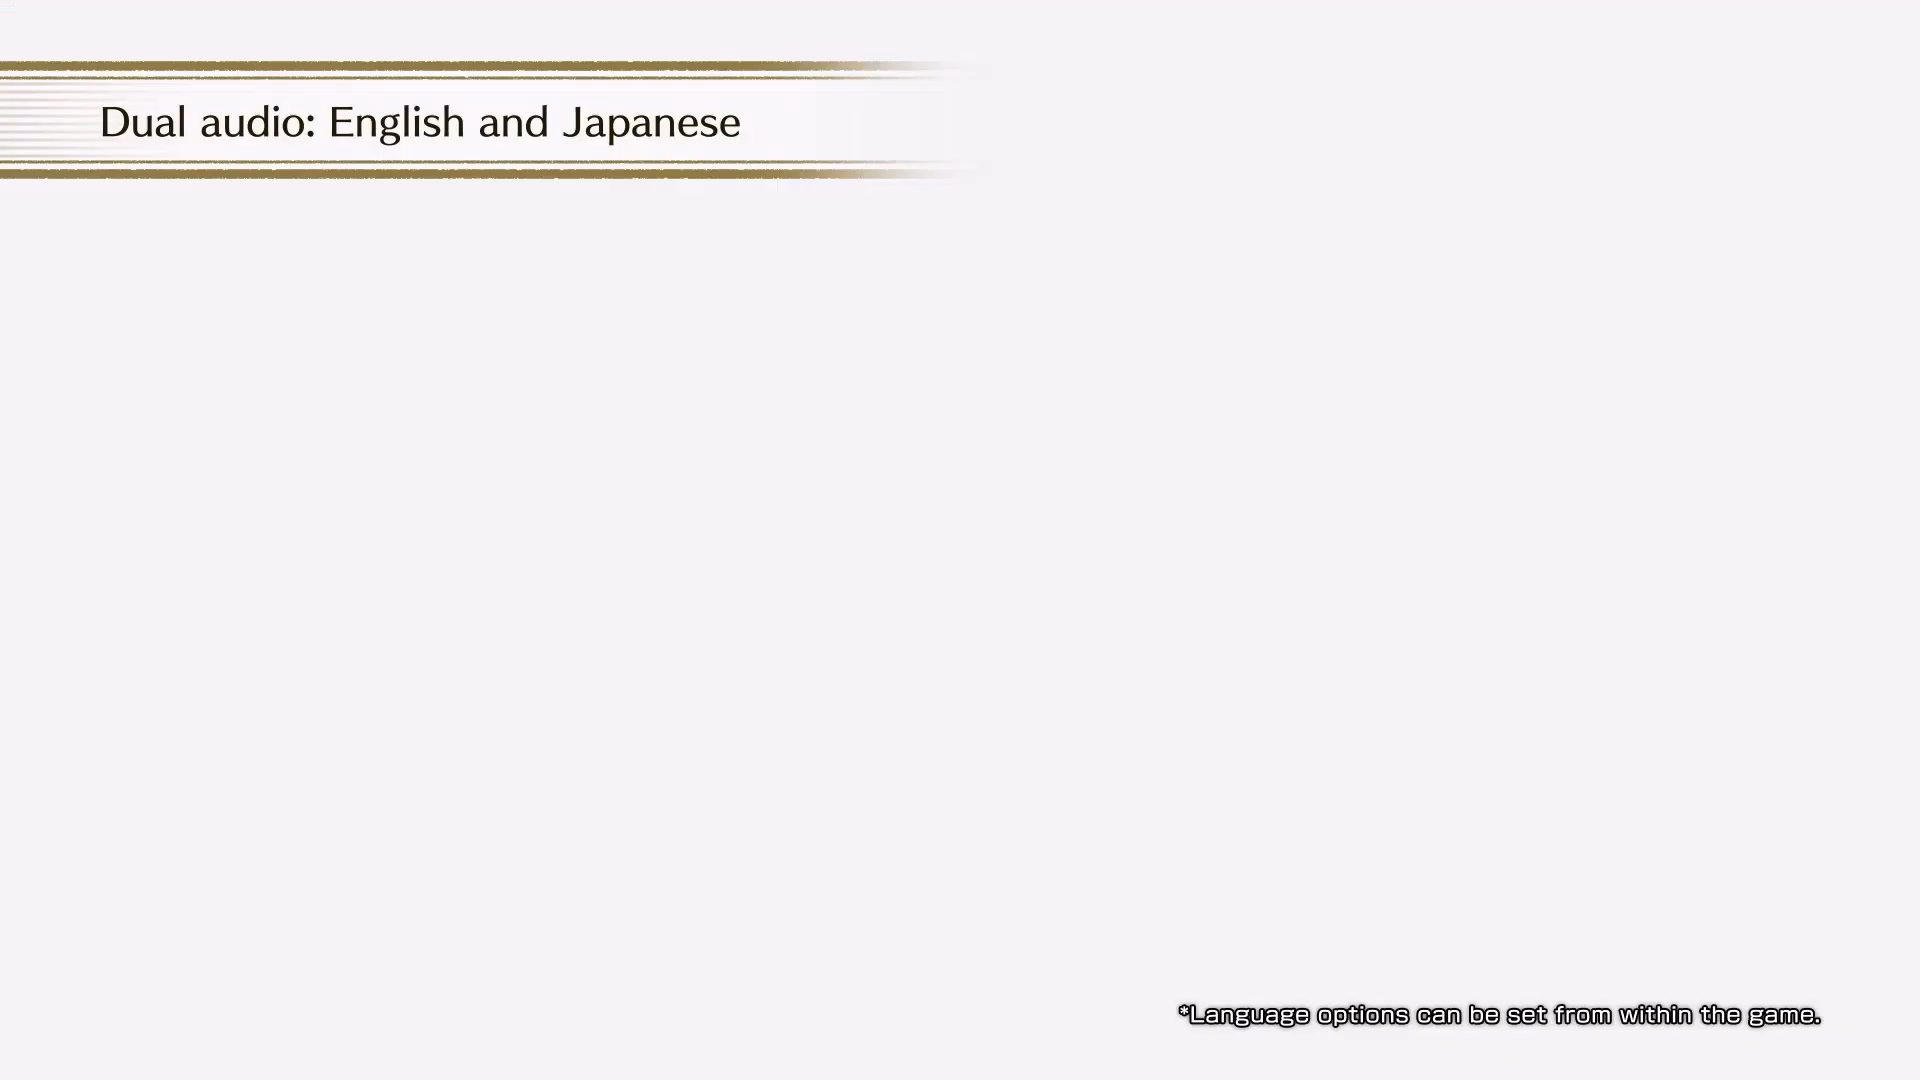 Dual audio: English and Japanese
*Language options can be set from within the game.